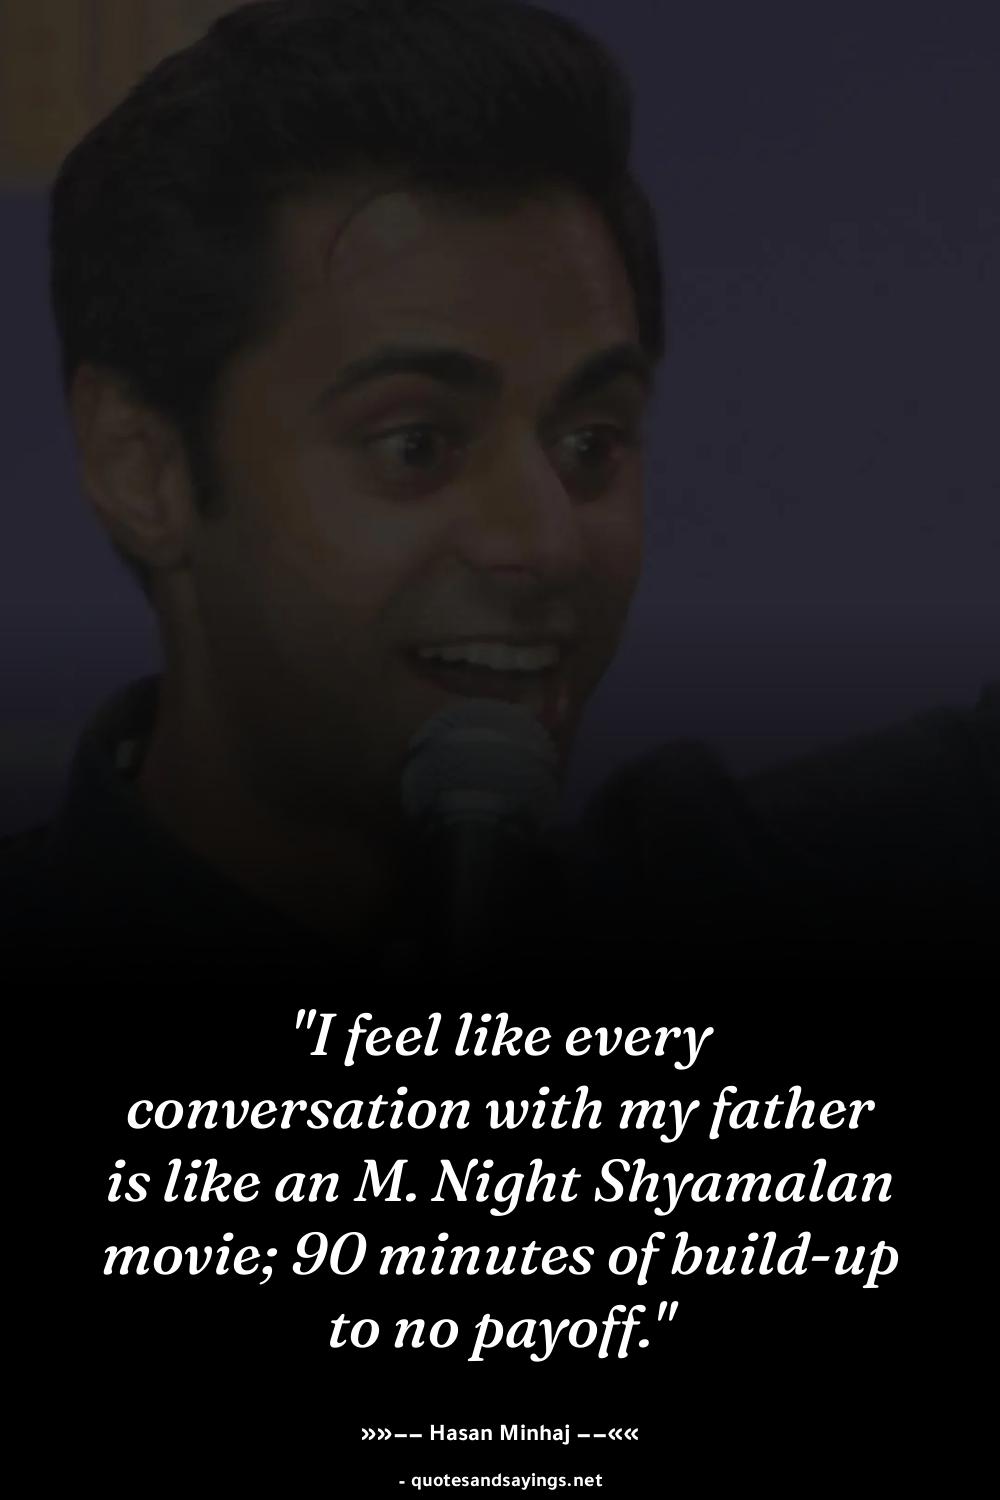 "I feel like every
conversation with my father
is like an M. Night Shyamalan
movie; 90 minutes of build-up
to no payoff."
»»−− Hasan Minhaj −−««
- quotesandsayings.net